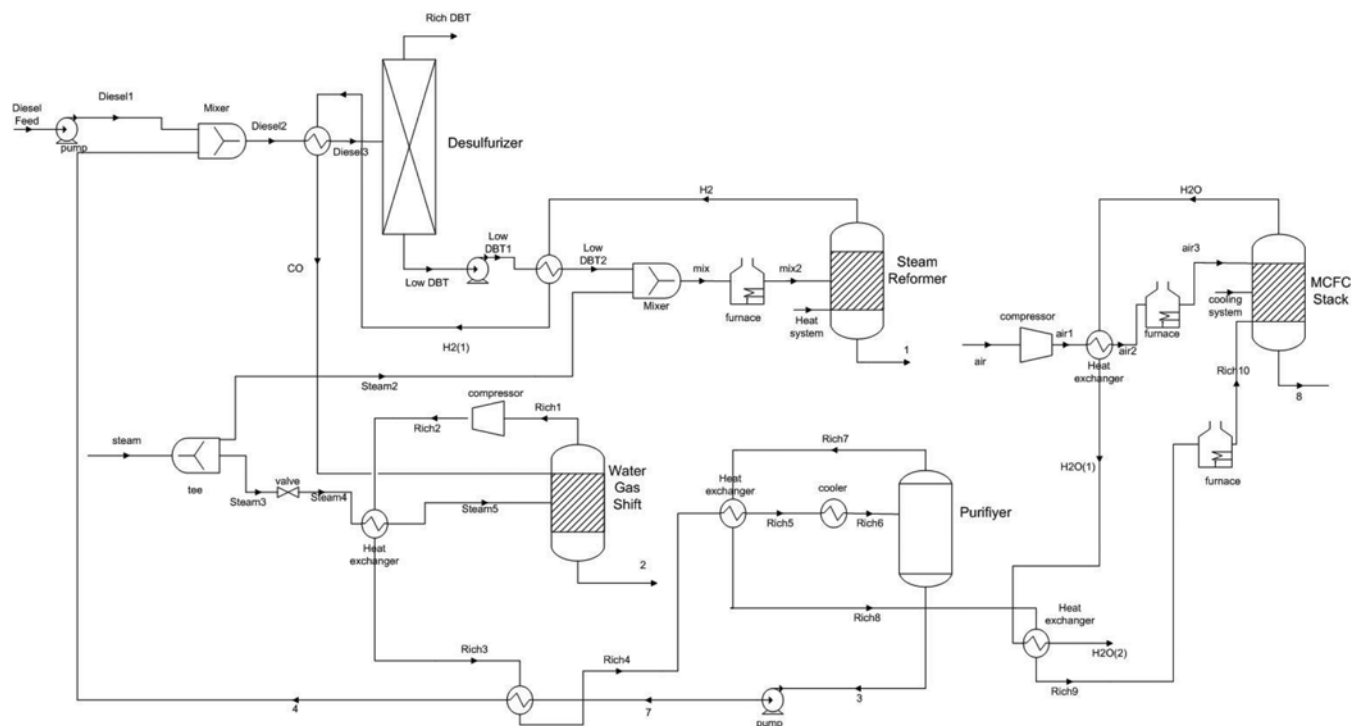 Rich DBT
Diesel1
Diesel
Feed
pump
Mixer
Diesel2
Diesel3
Desulfurizer
Low DBT
Low
DBT1
Low
DBT2
H2
CO
H2(1)
Mixer
mix
furnace
mix2
Heat
system
Steam
Reformer
1
H2O
air3
cooling
system
MCFC
Stack
compressor
air
air1
Heat
exchanger
air2
furnace
Rich10
8
Steam2
steam
tee
Steam3
valve
Steam4
Heat
exchanger
Steam5
compressor
Rich2
Rich1
Water
Gas
Shift
2
Rich7
Heat
exchanger
cooler
Rich5
Rich6
Purifiyer
H2O(1)
furnace
Rich8
Heat
exchanger
H2O(2)
Rich9
Rich3
Rich4
4
7
pump
3